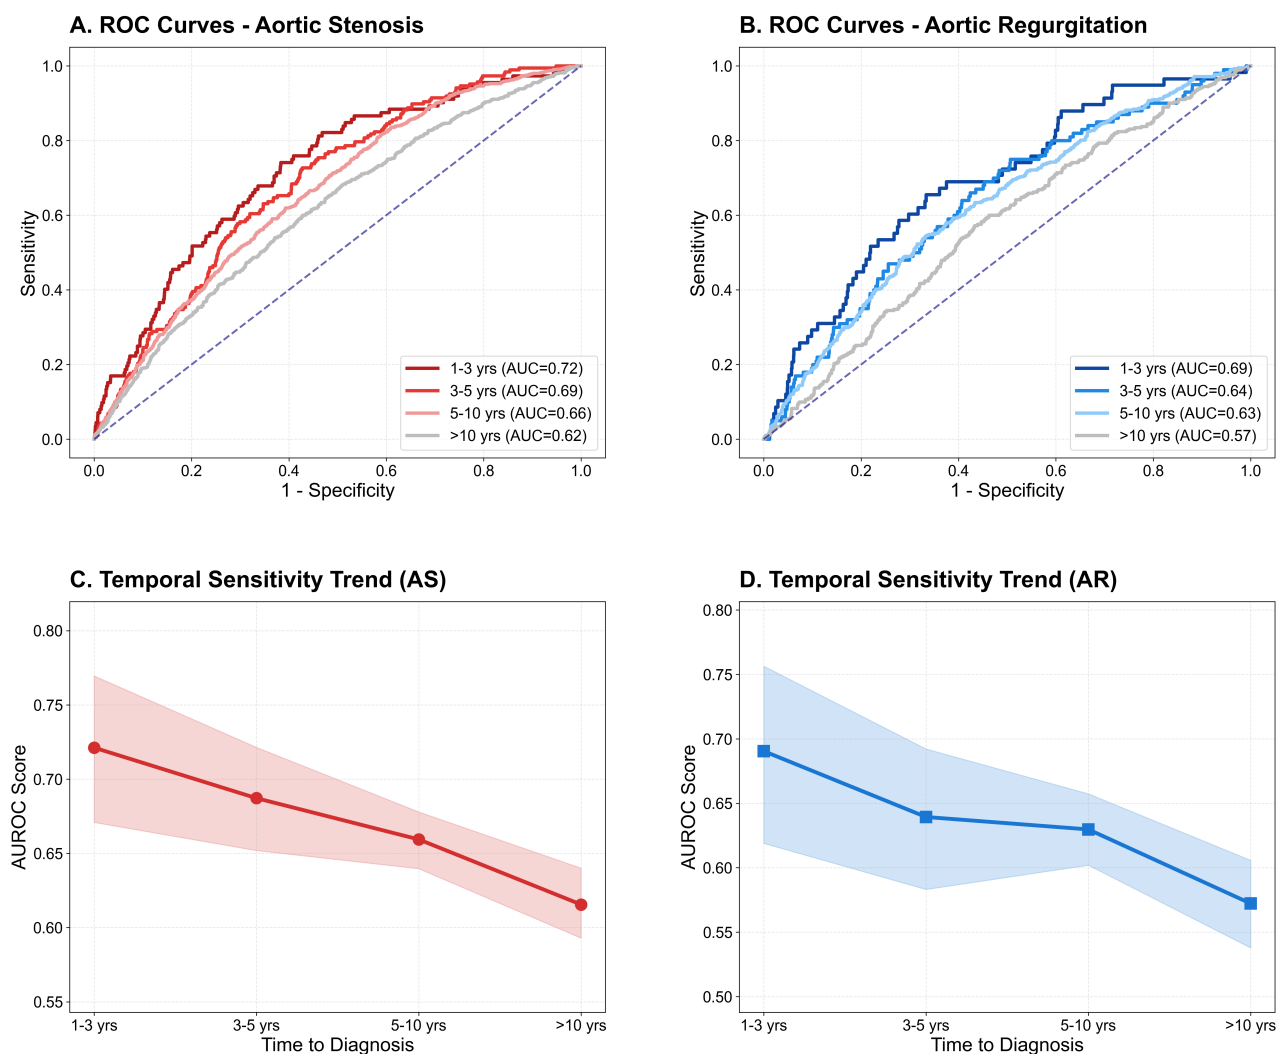 A. ROC Curves - Aortic Stenosis
1.0
0.8
0.6
0.4
0.2
0.0
Sensitivity
1-3 yrs (AUC=0.72)
3-5 yrs (AUC=0.69)
5-10 yrs (AUC=0.66)
>10 yrs (AUC=0.62)
0.0 0.2 0.4 0.6 0.8 1.0
1 - Specificity
B. ROC Curves - Aortic Regurgitation
1.0
0.8
0.6
0.4
0.2
0.0
Sensitivity
1-3 yrs (AUC=0.69)
3-5 yrs (AUC=0.64)
5-10 yrs (AUC=0.63)
>10 yrs (AUC=0.57)
0.0 0.2 0.4 0.6 0.8 1.0
1 - Specificity
C. Temporal Sensitivity Trend (AS)
0.80
0.75
0.70
0.65
0.60
0.55
AUROC Score
1-3 yrs 3-5 yrs 5-10 yrs >10 yrs
Time to Diagnosis
D. Temporal Sensitivity Trend (AR)
0.80
0.75
0.70
0.65
0.60
0.55
0.50
AUROC Score
1-3 yrs 3-5 yrs 5-10 yrs >10 yrs
Time to Diagnosis